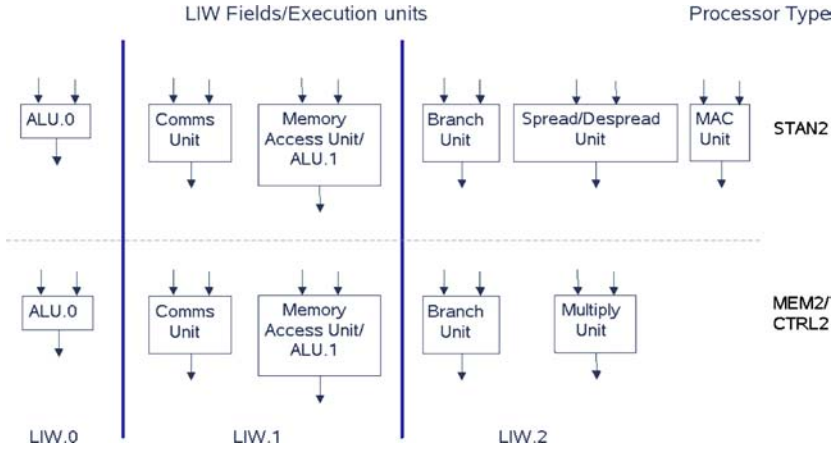 LIW Fields/Execution units
Processor Type
ALU.0
Comms
Unit
Memory
Access Unit/
ALU.1
Branch
Unit
Spread/Despread
Unit
MAC
Unit
STAN2
ALU.0
Comms
Unit
Memory
Access Unit/
ALU.1
Branch
Unit
Multiply
Unit
MEM2/
CTRL2
LIW.0
LIW.1
LIW.2